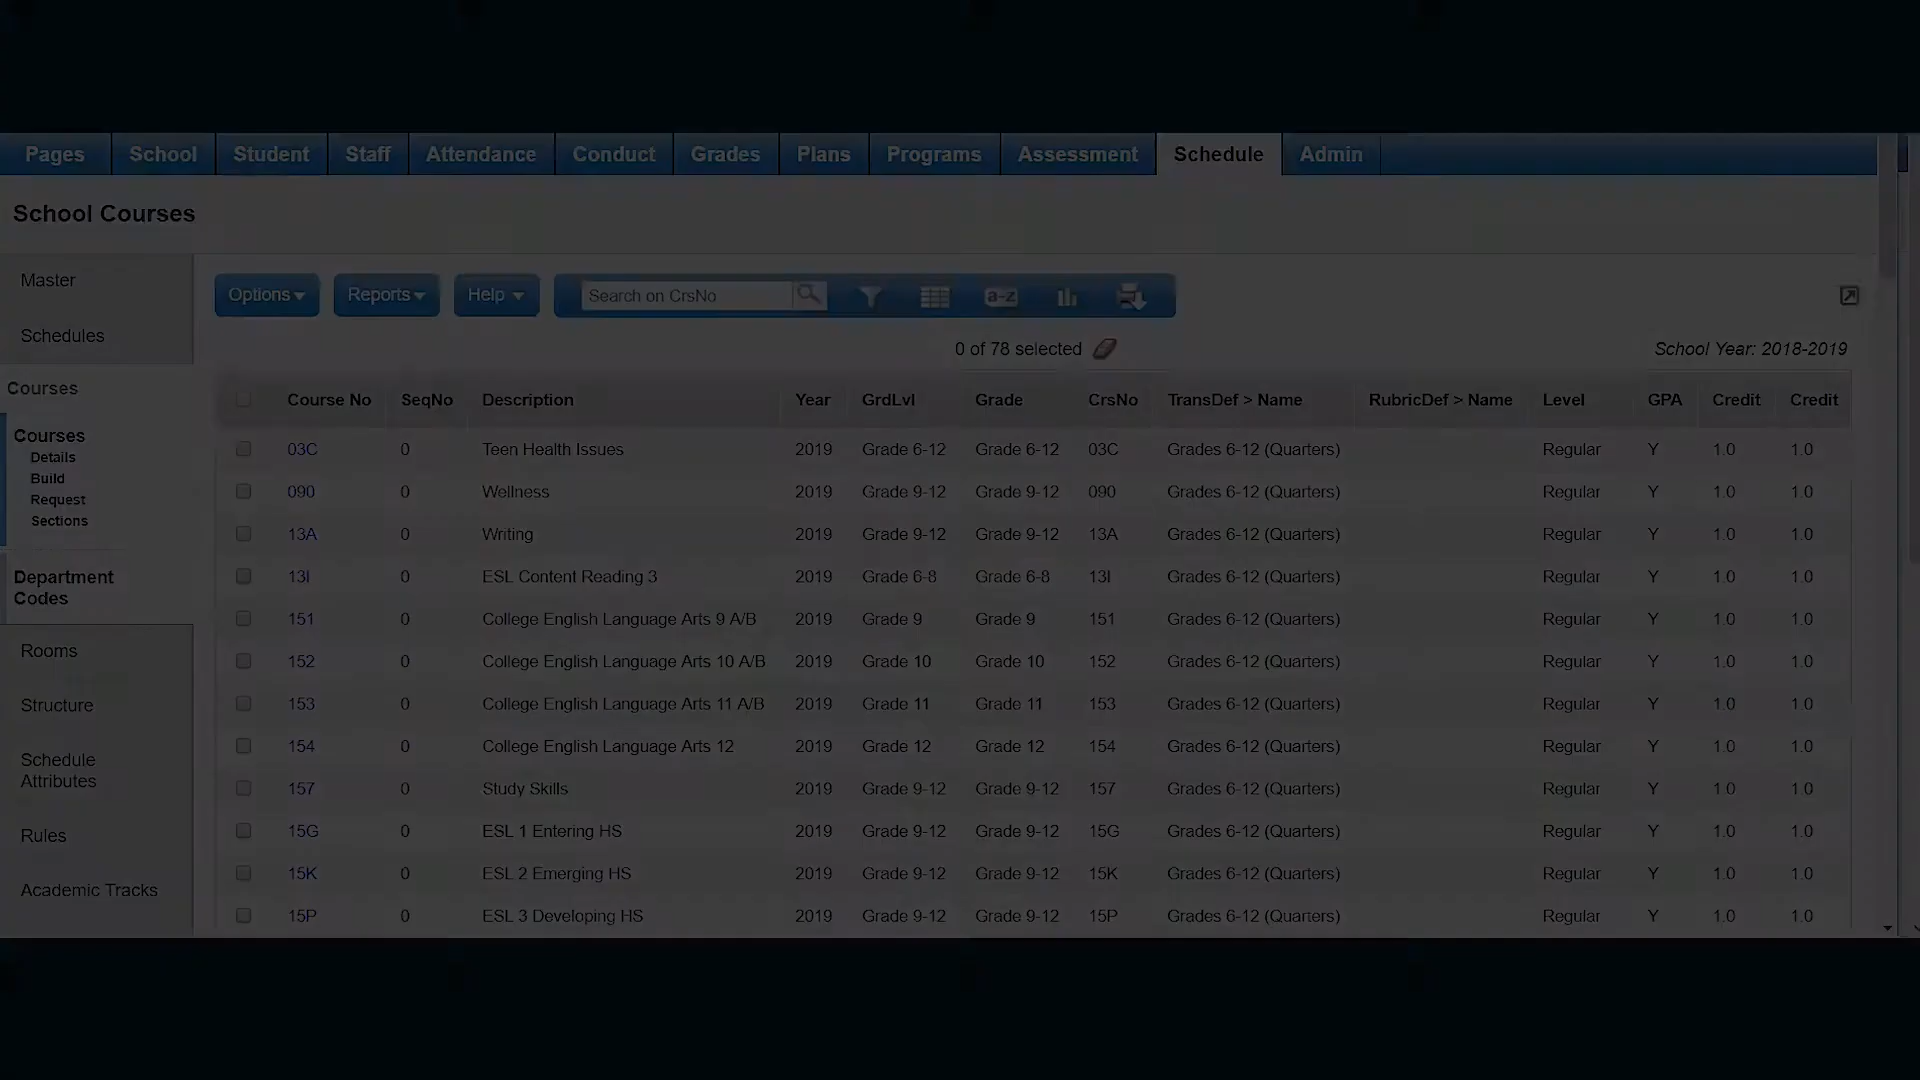 Pages School Student Staff Attendance Conduct Grades Plans Programs Assessment Schedule Admin
School Courses
Master
Schedules
Courses
Courses
Details
Build
Request
Sections
Department
Codes
Rooms
Structure
Schedule
Attributes
Rules
Academic Tracks
Options Reports Help Search on CrsNo a-z
0 of 78 selected School Year: 2018-2019
Course No SeqNo Description Year GrdLvl Grade CrsNo TransDef > Name RubricDef > Name Level GPA Credit Credit
03C 0 Teen Health Issues 2019 Grade 6-12 Grade 6-12 03C Grades 6-12 (Quarters) Regular Y 1.0 1.0
090 0 Wellness 2019 Grade 9-12 Grade 9-12 090 Grades 6-12 (Quarters) Regular Y 1.0 1.0
13A 0 Writing 2019 Grade 9-12 Grade 9-12 13A Grades 6-12 (Quarters) Regular Y 1.0 1.0
13I 0 ESL Content Reading 3 2019 Grade 6-8 Grade 6-8 13I Grades 6-12 (Quarters) Regular Y 1.0 1.0
151 0 College English Language Arts 9 A/B 2019 Grade 9 Grade 9 151 Grades 6-12 (Quarters) Regular Y 1.0 1.0
152 0 College English Language Arts 10 A/B 2019 Grade 10 Grade 10 152 Grades 6-12 (Quarters) Regular Y 1.0 1.0
153 0 College English Language Arts 11 A/B 2019 Grade 11 Grade 11 153 Grades 6-12 (Quarters) Regular Y 1.0 1.0
154 0 College English Language Arts 12 2019 Grade 12 Grade 12 154 Grades 6-12 (Quarters) Regular Y 1.0 1.0
157 0 Study Skills 2019 Grade 9-12 Grade 9-12 157 Grades 6-12 (Quarters) Regular Y 1.0 1.0
15G 0 ESL 1 Entering HS 2019 Grade 9-12 Grade 9-12 15G Grades 6-12 (Quarters) Regular Y 1.0 1.0
15K 0 ESL 2 Emerging HS 2019 Grade 9-12 Grade 9-12 15K Grades 6-12 (Quarters) Regular Y 1.0 1.0
15P 0 ESL 3 Developing HS 2019 Grade 9-12 Grade 9-12 15P Grades 6-12 (Quarters) Regular Y 1.0 1.0